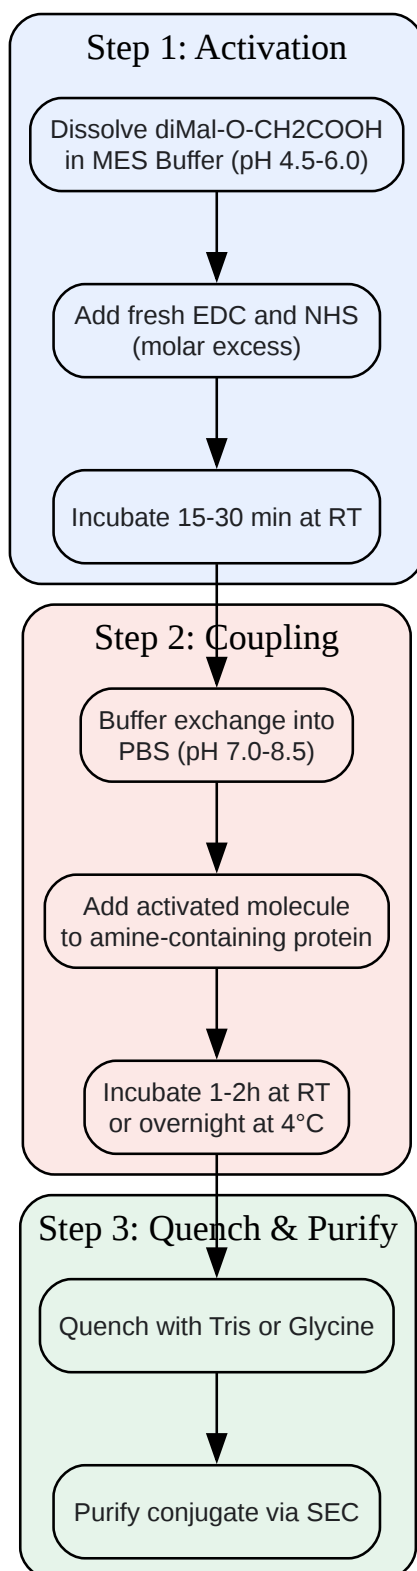 Step 1: Activation
Dissolve diMal-O-CH2COOH
in MES Buffer (pH 4.5-6.0)
Add fresh EDC and NHS
(molar excess)
Incubate 15-30 min at RT
Step 2: Coupling
Buffer exchange into
PBS (pH 7.0-8.5)
Add activated molecule
to amine-containing protein
Incubate 1-2h at RT
or overnight at 4°C
Step 3: Quench & Purify
Quench with Tris or Glycine
Purify conjugate via SEC